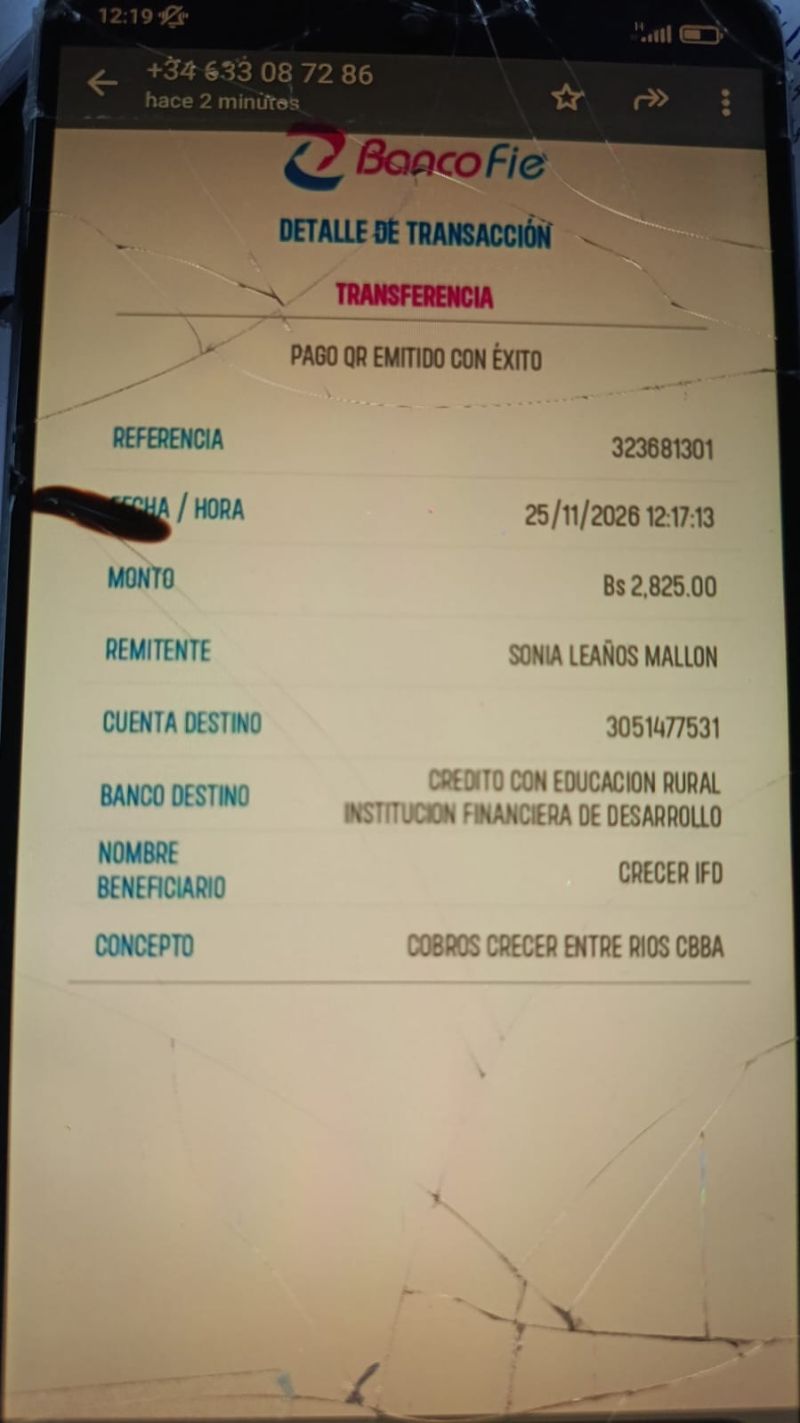 12:19
+34 633 08 72 86
hace 2 minutos
Banco Fie
DETALLE DE TRANSACCIÓN
TRANSFERENCIA
PAGO QR EMITIDO CON ÉXITO
REFERENCIA 323681301
FECHA / HORA 25/11/2026 12:17:13
MONTO Bs 2,825.00
REMITENTE SONIA LEAÑOS MALLON
CUENTA DESTINO 3051477531
BANCO DESTINO CREDITO CON EDUCACION RURAL
INSTITUCION FINANCIERA DE DESARROLLO
NOMBRE
BENEFICIARIO CRECER IFD
CONCEPTO COBROS CRECER ENTRE RIOS CBBA